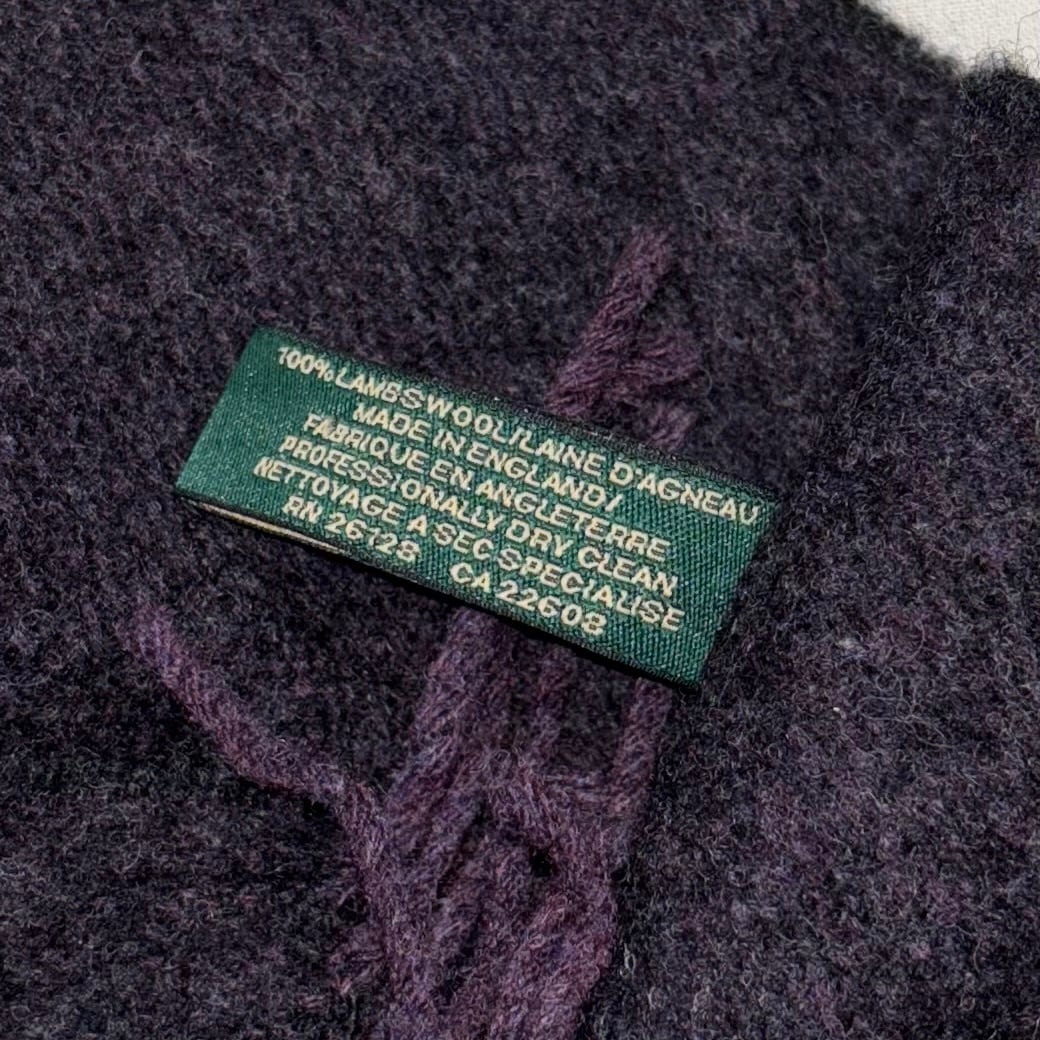 100% LAMBSWOOL/LAINE D'AGNEAU
MADE IN ENGLAND/
FABRIQUE EN ANGLETERRE
PROFESSIONALLY DRY CLEAN
NETTOYAGE A SEC SPECIALISE
RN 26728 CA 22608